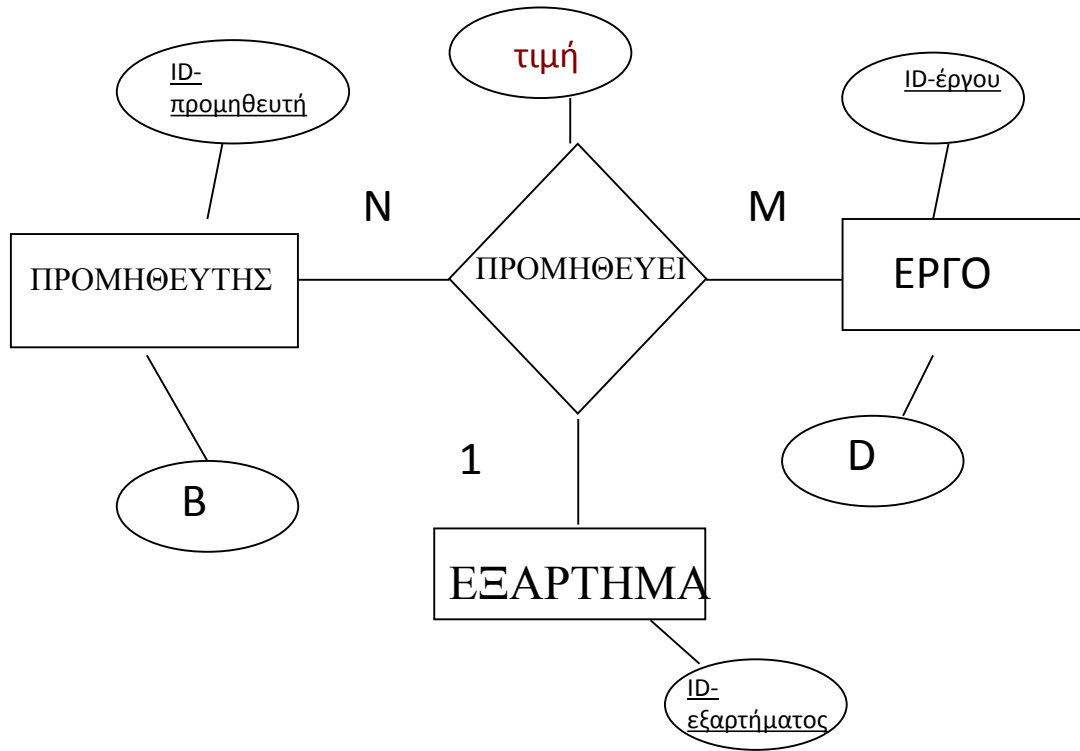 τιμή
ID-
προμηθευτή
ID-έργου
N
M
ΠΡΟΜΗΘΕΥΤΗΣ
ΠΡΟΜΗΘΕΥΕΙ
ΕΡΓΟ
1
B
D
ΕΞΑΡΤΗΜΑ
ID-
εξαρτήματος